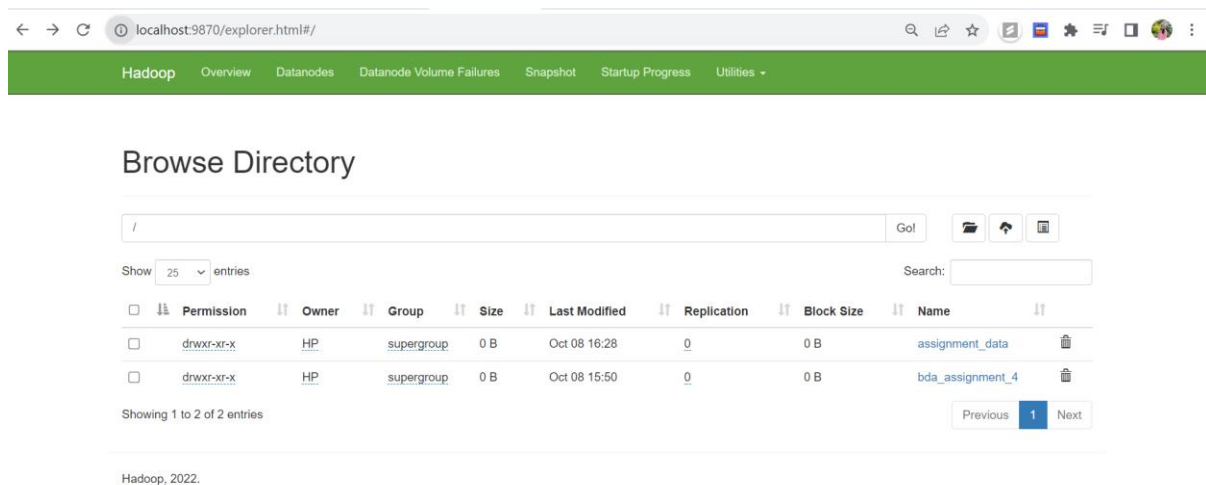 localhost:9870/explorer.html#/
Hadoop Overview Datanodes Datanode Volume Failures Snapshot Startup Progress Utilities
Browse Directory
/ Go!
Show 25 entries Search:
Permission Owner Group Size Last Modified Replication Block Size Name
drwxr-xr-x HP supergroup 0 B Oct 08 16:28 0 0 B assignment_data
drwxr-xr-x HP supergroup 0 B Oct 08 15:50 0 0 B bda_assignment_4
Showing 1 to 2 of 2 entries Previous 1 Next
Hadoop, 2022.